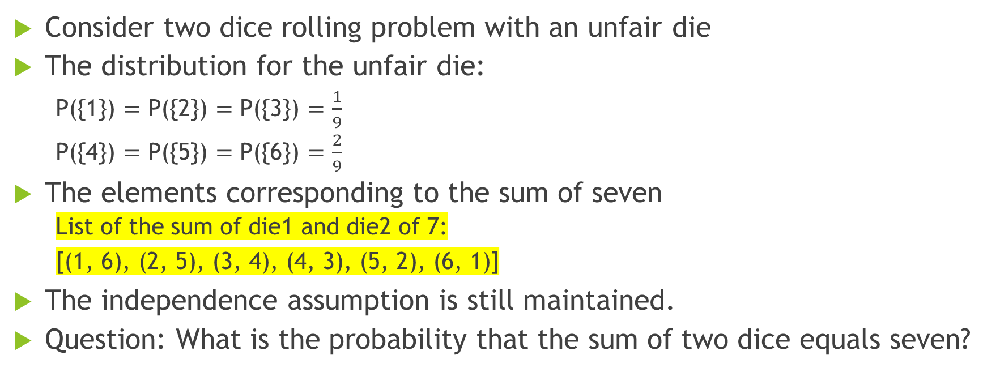 Consider two dice rolling problem with an unfair die
The distribution for the unfair die:
P({1}) = P({2}) = P({3}) = 1/9
P({4}) = P({5}) = P({6}) = 2/9
The elements corresponding to the sum of seven
List of the sum of die1 and die2 of 7:
[(1, 6), (2, 5), (3, 4), (4, 3), (5, 2), (6, 1)]
The independence assumption is still maintained.
Question: What is the probability that the sum of two dice equals seven?